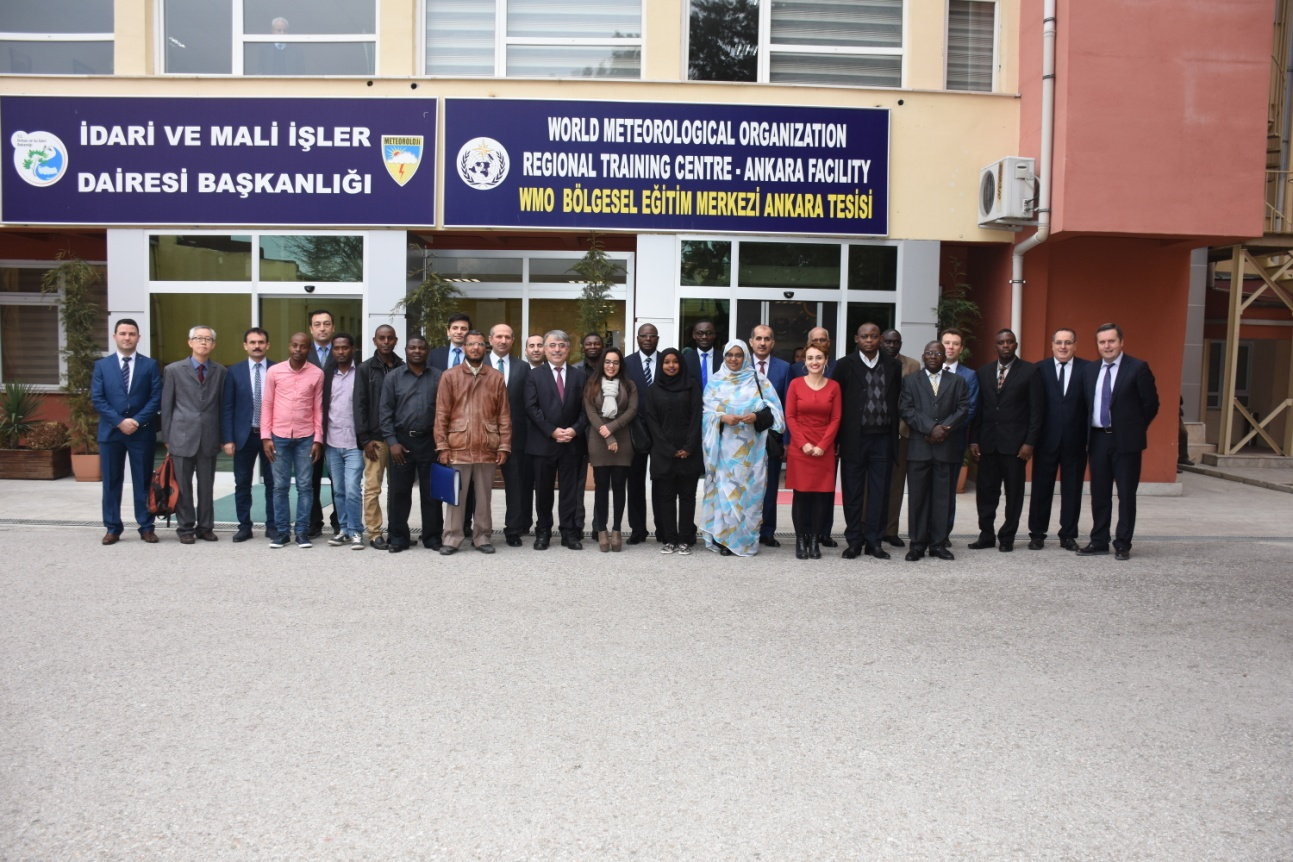 İDARİ VE MALİ İŞLER
DAİRESİ BAŞKANLIĞI
METEOROLOJİ
WORLD METEOROLOGICAL ORGANIZATION
REGIONAL TRAINING CENTRE - ANKARA FACILITY
WMO BÖLGESEL EĞİTİM MERKEZİ ANKARA TESİSİ